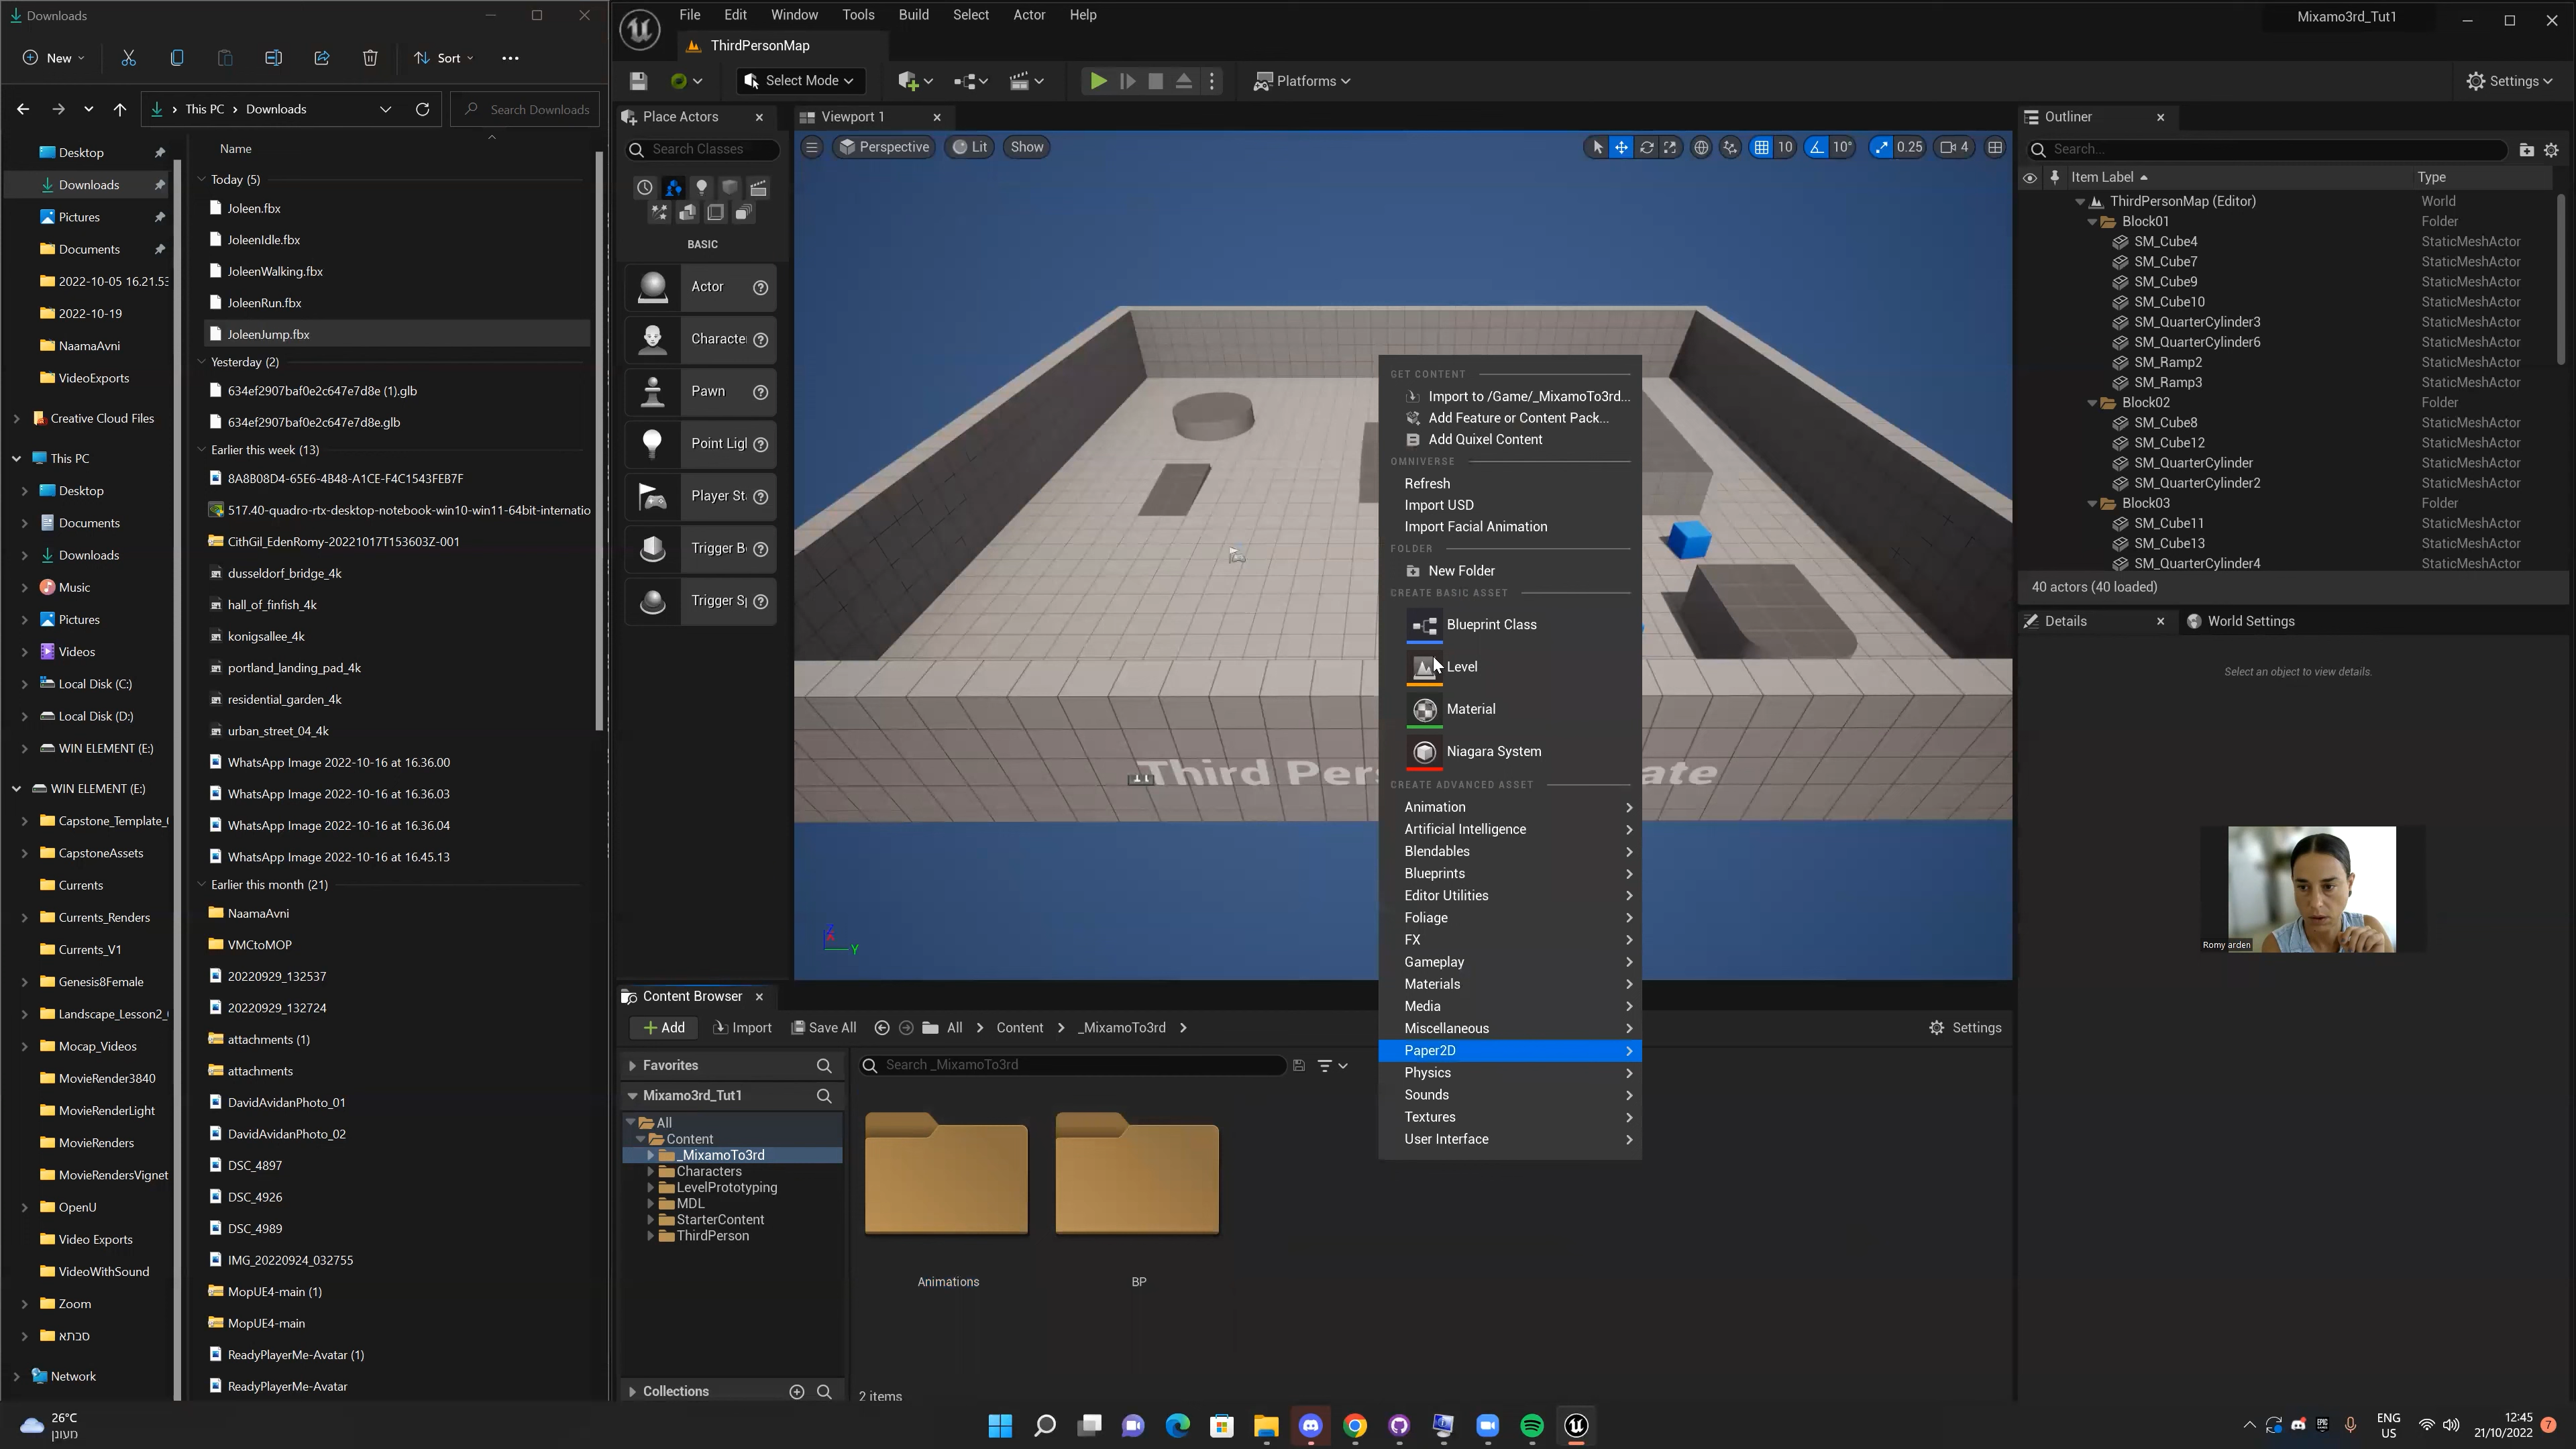 Downloads
New
Sort
This PC
Downloads
Search Downloads
Desktop
Downloads
Pictures
Documents
2022-10-05 16.21.53
2022-10-19
NaamaAvni
VideoExports
Creative Cloud Files
This PC
Desktop
Documents
Downloads
Music
Pictures
Videos
Local Disk (C:)
Local Disk (D:)
WIN ELEMENT (E:)
WIN ELEMENT (E:)
Capstone_Template_
CapstoneAssets
Currents
Currents_Renders
Currents_V1
Genesis8Female
Landscape_Lesson2_
Mocap_Videos
MovieRender3840
MovieRenderLight
MovieRenders
MovieRendersVignet
OpenU
Video Exports
VideoWithSound
Zoom
סבתא
Network
Name
Today (5)
Joleen.fbx
JoleenIdle.fbx
JoleenWalking.fbx
JoleenRun.fbx
JoleenJump.fbx
Yesterday (2)
634ef2907baf0e2c647e7d8e (1).glb
634ef2907baf0e2c647e7d8e.glb
Earlier this week (13)
8A8B08D4-65E6-4B48-A1CE-F4C1543FEB7F
517.40-quadro-rtx-desktop-notebook-win10-win11-64bit-internatio
CithGil_EdenRomy-20221017T153603Z-001
dusseldorf_bridge_4k
hall_of_finfish_4k
konigsallee_4k
portland_landing_pad_4k
residential_garden_4k
urban_street_04_4k
WhatsApp Image 2022-10-16 at 16.36.00
WhatsApp Image 2022-10-16 at 16.36.03
WhatsApp Image 2022-10-16 at 16.36.04
WhatsApp Image 2022-10-16 at 16.45.13
Earlier this month (21)
NaamaAvni
VMCtoMOP
20220929_132537
20220929_132724
attachments (1)
attachments
DavidAvidanPhoto_01
DavidAvidanPhoto_02
DSC_4897
DSC_4926
DSC_4989
IMG_20220924_032755
MopUE4-main (1)
MopUE4-main
ReadyPlayerMe-Avatar (1)
ReadyPlayerMe-Avatar
File Edit Window Tools Build Select Actor Help
Mixamo3rd_Tut1
ThirdPersonMap
Select Mode
Platforms
Settings
Place Actors
Search Classes
BASIC
Actor
Characte
Pawn
Point Lig
Player St
Trigger B
Trigger S
Viewport 1
Perspective
Lit
Show
10
10°
0.25
4
Third Per
ate
Y
GET CONTENT
Import to /Game/_MixamoTo3rd...
Add Feature or Content Pack...
Add Quixel Content
OMNIVERSE
Refresh
Import USD
Import Facial Animation
FOLDER
New Folder
CREATE BASIC ASSET
Blueprint Class
Level
Material
Niagara System
CREATE ADVANCED ASSET
Animation
Artificial Intelligence
Blendables
Blueprints
Editor Utilities
Foliage
FX
Gameplay
Materials
Media
Miscellaneous
Paper2D
Physics
Sounds
Textures
User Interface
Outliner
Search...
Item Label
Type
ThirdPersonMap (Editor) World
Block01 Folder
SM_Cube4 StaticMeshActor
SM_Cube7 StaticMeshActor
SM_Cube9 StaticMeshActor
SM_Cube10 StaticMeshActor
SM_QuarterCylinder3 StaticMeshActor
SM_QuarterCylinder6 StaticMeshActor
SM_Ramp2 StaticMeshActor
SM_Ramp3 StaticMeshActor
Block02 Folder
SM_Cube8 StaticMeshActor
SM_Cube12 StaticMeshActor
SM_QuarterCylinder StaticMeshActor
SM_QuarterCylinder2 StaticMeshActor
Block03 Folder
SM_Cube11 StaticMeshActor
SM_Cube13 StaticMeshActor
SM_QuarterCylinder4 StaticMeshActor
40 actors (40 loaded)
Details
World Settings
Select an object to view details.
Romy arden
Content Browser
Add
Import
Save All
All
Content
_MixamoTo3rd
Settings
Favorites
Search _MixamoTo3rd
Mixamo3rd_Tut1
All
Content
_MixamoTo3rd
Characters
LevelPrototyping
MDL
StarterContent
ThirdPerson
Animations
BP
Collections
2 items
26°C
מעונן
ENG
US
12:45
21/10/2022
7